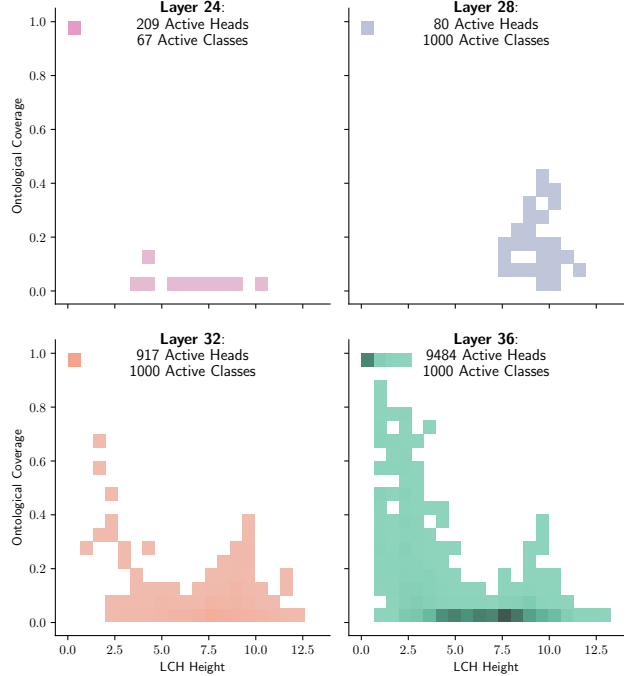 Layer 24:
209 Active Heads
67 Active Classes
Layer 28:
80 Active Heads
1000 Active Classes
Ontological Coverage
1.0
0.8
0.6
0.4
0.2
0.0
Layer 32:
917 Active Heads
1000 Active Classes
Layer 36:
9484 Active Heads
1000 Active Classes
Ontological Coverage
1.0
0.8
0.6
0.4
0.2
0.0
0.0 2.5 5.0 7.5 10.0 12.5
0.0 2.5 5.0 7.5 10.0 12.5
LCH Height
LCH Height